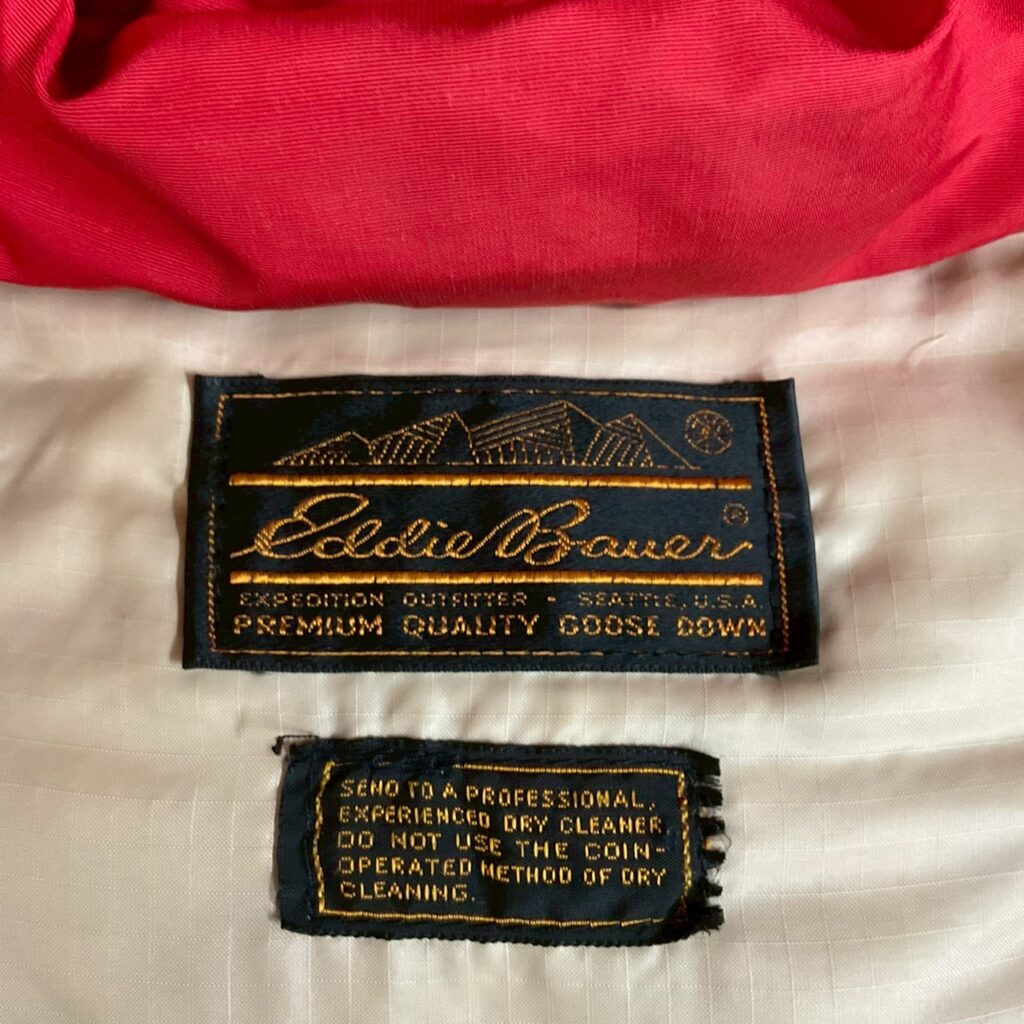 Eddie Bauer ®
EXPEDITION OUTFITTER - SEATTLE, U.S.A.
PREMIUM QUALITY GOOSE DOWN
SEND TO A PROFESSIONAL,
EXPERIENCED DRY CLEANER
DO NOT USE THE COIN-
OPERATED METHOD OF DRY
CLEANING.